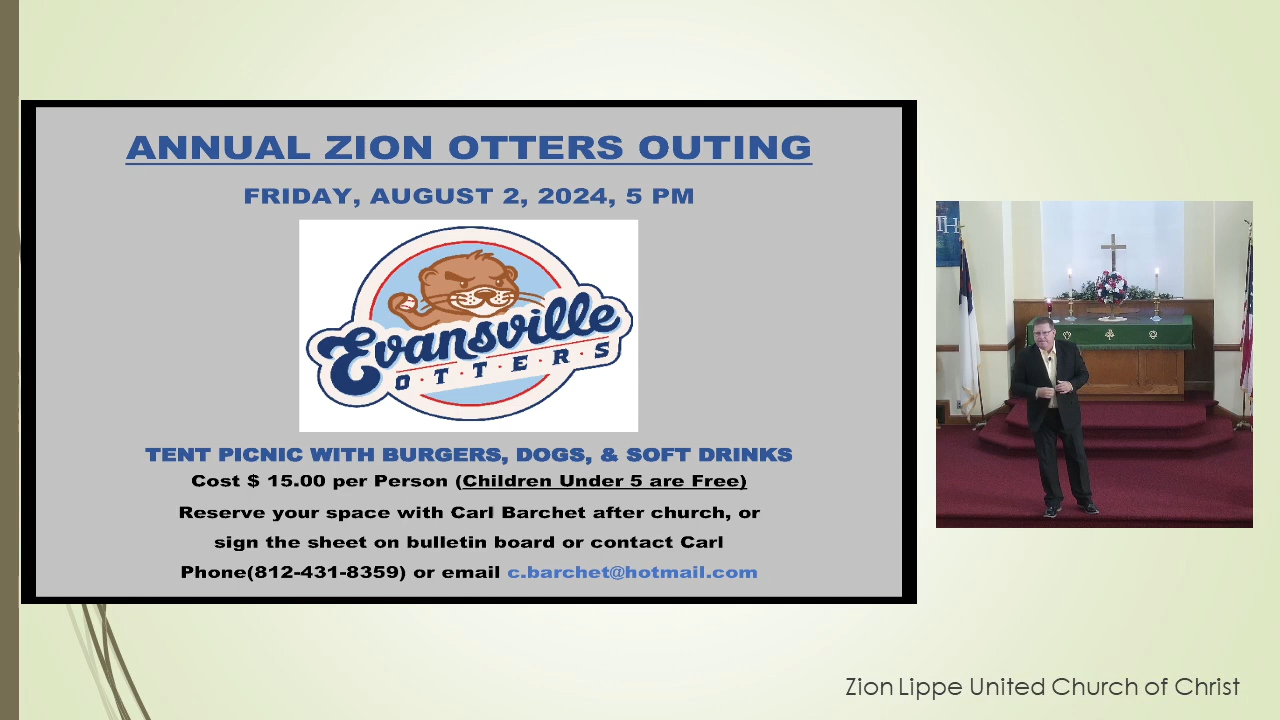 ANNUAL ZION OTTERS OUTING
FRIDAY, AUGUST 2, 2024, 5 PM
Evansville
O·T·T·E·R·S
TENT PICNIC WITH BURGERS, DOGS, & SOFT DRINKS
Cost $ 15.00 per Person (Children Under 5 are Free)
Reserve your space with Carl Barchet after church, or
sign the sheet on bulletin board or contact Carl
Phone(812-431-8359) or email c.barchet@hotmail.com
TH
Zion Lippe United Church of Christ